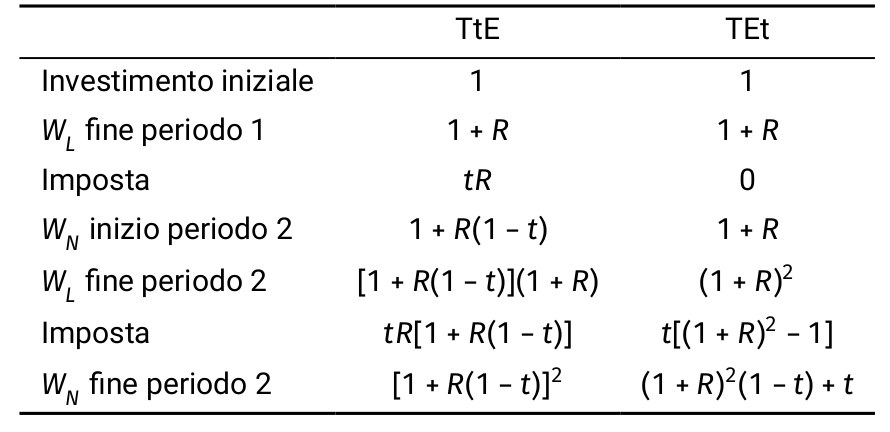 TtE TEt
Investimento iniziale 1 1
W_L fine periodo 1 1 + R 1 + R
Imposta tR 0
W_N inizio periodo 2 1 + R(1 – t) 1 + R
W_L fine periodo 2 [1 + R(1 – t)](1 + R) (1 + R)²
Imposta tR[1 + R(1 – t)] t[(1 + R)² – 1]
W_N fine periodo 2 [1 + R(1 – t)]² (1 + R)²(1 – t) + t